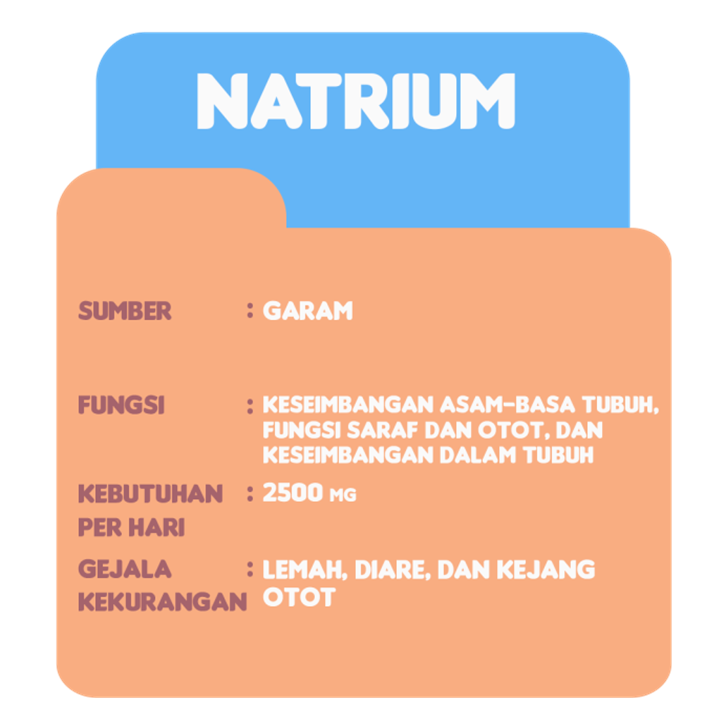 NATRIUM
SUMBER : GARAM
FUNGSI : KESEIMBANGAN ASAM-BASA TUBUH,
FUNGSI SARAF DAN OTOT, DAN
KESEIMBANGAN DALAM TUBUH
KEBUTUHAN : 2500 MG
PER HARI
GEJALA : LEMAH, DIARE, DAN KEJANG
KEKURANGAN OTOT